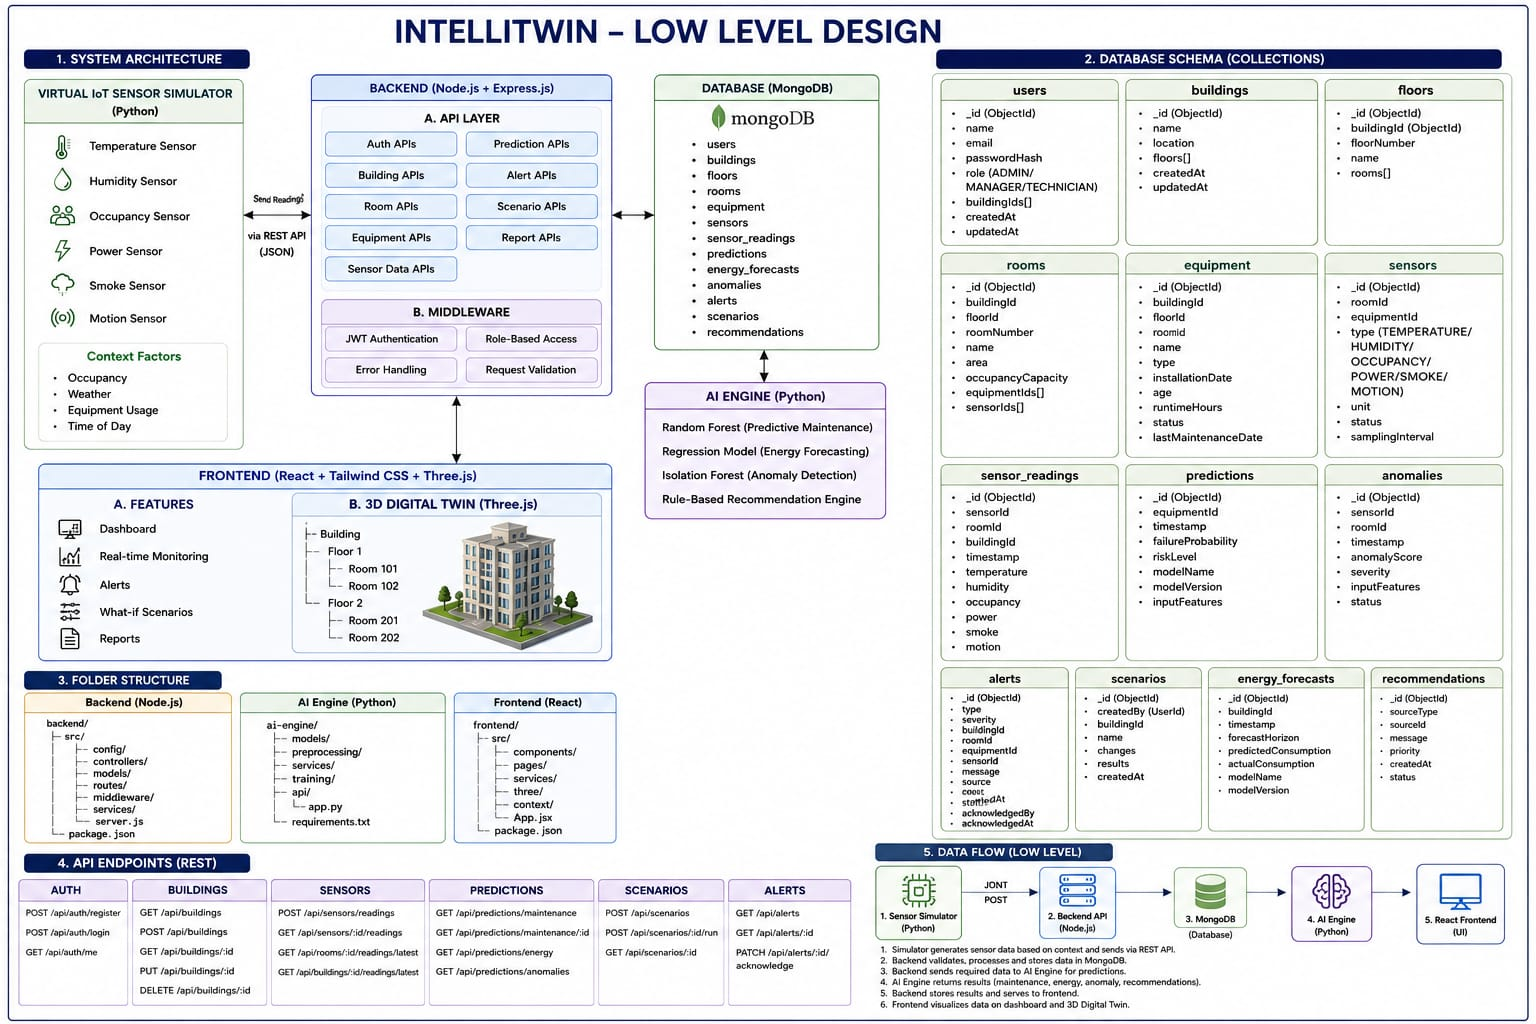 INTELLITWIN – LOW LEVEL DESIGN
1. SYSTEM ARCHITECTURE
VIRTUAL IoT SENSOR SIMULATOR
(Python)
Temperature Sensor
Humidity Sensor
Occupancy Sensor
Power Sensor
Smoke Sensor
Motion Sensor
Context Factors
• Occupancy
• Weather
• Equipment Usage
• Time of Day
Send Readings
via REST API
(JSON)
BACKEND (Node.js + Express.js)
A. API LAYER
Auth APIs
Prediction APIs
Building APIs
Alert APIs
Room APIs
Scenario APIs
Equipment APIs
Report APIs
Sensor Data APIs
B. MIDDLEWARE
JWT Authentication
Role-Based Access
Error Handling
Request Validation
DATABASE (MongoDB)
mongoDB
• users
• buildings
• floors
• rooms
• equipment
• sensors
• sensor_readings
• predictions
• energy_forecasts
• anomalies
• alerts
• scenarios
• recommendations
AI ENGINE (Python)
Random Forest (Predictive Maintenance)
Regression Model (Energy Forecasting)
Isolation Forest (Anomaly Detection)
Rule-Based Recommendation Engine
FRONTEND (React + Tailwind CSS + Three.js)
A. FEATURES
Dashboard
Real-time Monitoring
Alerts
What-if Scenarios
Reports
B. 3D DIGITAL TWIN (Three.js)
Building
Floor 1
Room 101
Room 102
Floor 2
Room 201
Room 202
2. DATABASE SCHEMA (COLLECTIONS)
users
• _id (ObjectId)
• name
• email
• passwordHash
• role (ADMIN/
MANAGER/TECHNICIAN)
• buildingIds[]
• createdAt
• updatedAt
buildings
• _id (ObjectId)
• name
• location
• floors[]
• createdAt
• updatedAt
floors
• _id (ObjectId)
• buildingId (ObjectId)
• floorNumber
• name
• rooms[]
rooms
• _id (ObjectId)
• buildingId
• floorId
• roomNumber
• name
• area
• occupancyCapacity
• equipmentIds[]
• sensorIds[]
equipment
• _id (ObjectId)
• buildingId
• floorId
• roomid
• name
• type
• installationDate
• age
• runtimeHours
• status
• lastMaintenanceDate
sensors
• _id (ObjectId)
• roomId
• equipmentId
• type (TEMPERATURE/
HUMIDITY/
OCCUPANCY/
POWER/SMOKE/
MOTION)
• unit
• status
• samplingInterval
sensor_readings
• _id (ObjectId)
• sensorId
• roomId
• buildingId
• timestamp
• temperature
• humidity
• occupancy
• power
• smoke
• motion
predictions
• _id (ObjectId)
• equipmentId
• timestamp
• failureProbability
• riskLevel
• modelName
• modelVersion
• inputFeatures
anomalies
• _id (ObjectId)
• sensorId
• roomId
• timestamp
• anomalyScore
• severity
• inputFeatures
• status
alerts
• _id (ObjectId)
• type
• severity
• buildingId
• roomId
• equipmentId
• sensorId
• message
• source
• acknowledgedBy
• acknowledgedAt
scenarios
• _id (ObjectId)
• createdBy (UserId)
• buildingId
• name
• changes
• results
• createdAt
energy_forecasts
• _id (ObjectId)
• buildingId
• timestamp
• forecastHorizon
• predictedConsumption
• actualConsumption
• modelName
• modelVersion
recommendations
• _id (ObjectId)
• sourceType
• sourceId
• message
• priority
• createdAt
• status
3. FOLDER STRUCTURE
Backend (Node.js)
backend/
src/
config/
controllers/
models/
routes/
middleware/
services/
server.js
package.json
AI Engine (Python)
ai-engine/
models/
preprocessing/
services/
training/
api/
app.py
requirements.txt
Frontend (React)
frontend/
src/
components/
pages/
services/
three/
context/
App.jsx
package.json
4. API ENDPOINTS (REST)
AUTH
POST /api/auth/register
POST /api/auth/login
GET /api/auth/me
BUILDINGS
GET /api/buildings
POST /api/buildings
GET /api/buildings/:id
PUT /api/buildings/:id
DELETE /api/buildings/:id
SENSORS
POST /api/sensors/readings
GET /api/sensors/:id/readings
GET /api/rooms/:id/readings/latest
GET /api/buildings/:id/readings/latest
PREDICTIONS
GET /api/predictions/maintenance
GET /api/predictions/maintenance/:id
GET /api/predictions/energy
GET /api/predictions/anomalies
SCENARIOS
POST /api/scenarios
POST /api/scenarios/:id/run
GET /api/scenarios/:id
ALERTS
GET /api/alerts
GET /api/alerts/:id
PATCH /api/alerts/:id/
acknowledge
5. DATA FLOW (LOW LEVEL)
1. Sensor Simulator
(Python)
JONT
POST
2. Backend API
(Node.js)
3. MongoDB
(Database)
4. AI Engine
(Python)
5. React Frontend
(UI)
1. Simulator generates sensor data based on context and sends via REST API.
2. Backend validates, processes and stores data in MongoDB.
3. Backend sends required data to AI Engine for predictions.
4. AI Engine returns results (maintenance, energy, anomaly, recommendations).
5. Backend stores results and serves to frontend.
6. Frontend visualizes data on dashboard and 3D Digital Twin.